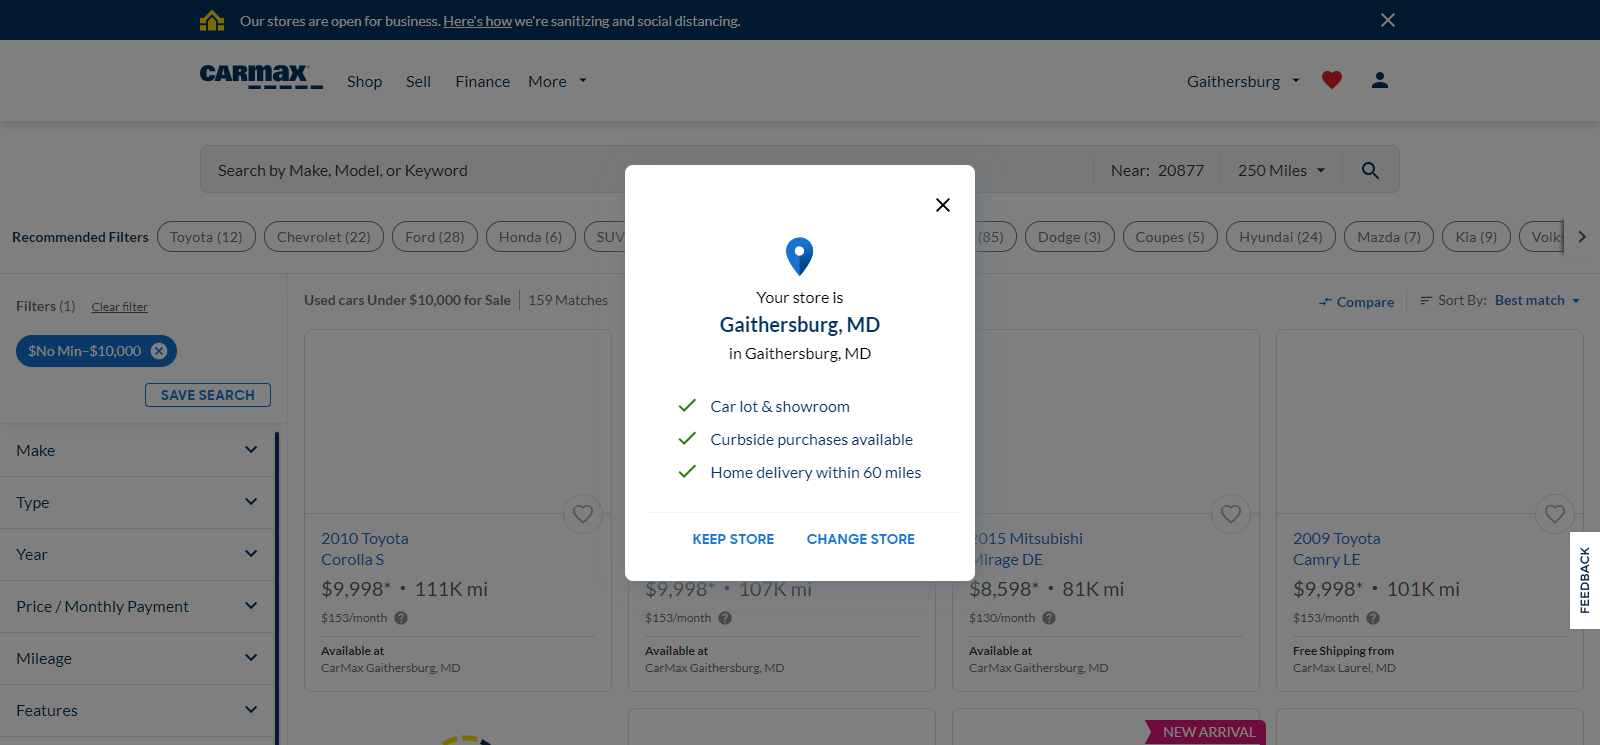 Our stores are open for business. Here's how we're sanitizing and social distancing.
CARMAX
Shop Sell Finance More
Gaithersburg
Search by Make, Model, or Keyword
Near: 20877
250 Miles
Recommended Filters
Toyota (12) Chevrolet (22) Ford (28) Honda (6) SUV (85) Dodge (3) Coupes (5) Hyundai (24) Mazda (7) Kia (9) Volks
Filters (1) Clear filter
$No Min–$10,000
SAVE SEARCH
Make
Type
Year
Price / Monthly Payment
Mileage
Features
Used cars Under $10,000 for Sale 159 Matches
Compare
Sort By: Best match
Your store is
Gaithersburg, MD
in Gaithersburg, MD
Car lot & showroom
Curbside purchases available
Home delivery within 60 miles
KEEP STORE CHANGE STORE
2010 Toyota
Corolla S
$9,998* • 111K mi
$153/month
Available at
CarMax Gaithersburg, MD
$9,998* • 107K mi
$153/month
Available at
CarMax Gaithersburg, MD
2015 Mitsubishi
Mirage DE
$8,598* • 81K mi
$130/month
Available at
CarMax Gaithersburg, MD
2009 Toyota
Camry LE
$9,998* • 101K mi
$153/month
Free Shipping from
CarMax Laurel, MD
NEW ARRIVAL
FEEDBACK